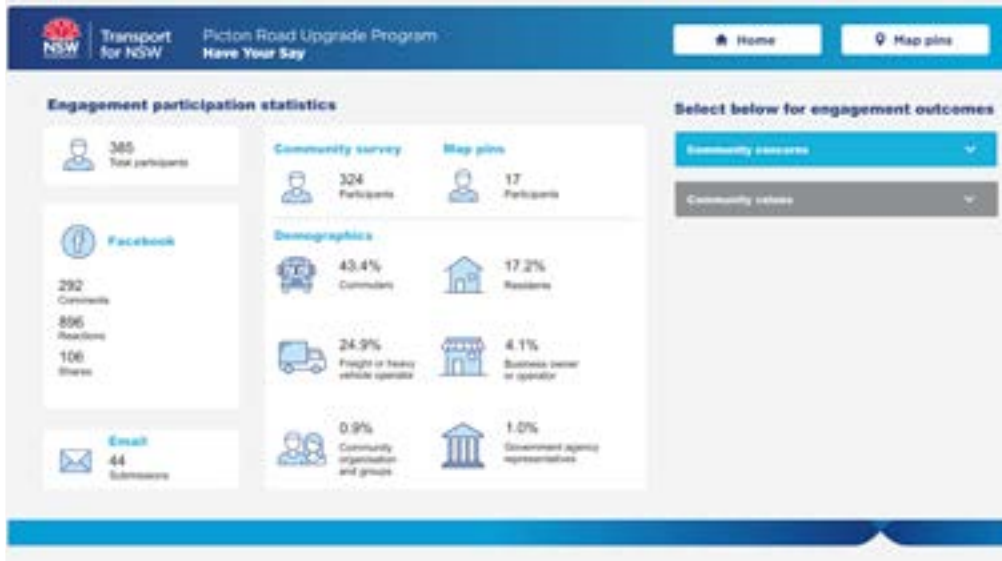 NSW
Transport
for NSW
Picton Road Upgrade Program
Have Your Say
Home
Map pins
Engagement participation statistics
385
Total participants
Facebook
292
Comments
896
Reactions
106
Shares
Email
44
Submissions
Community survey
324
Participants
Map pins
17
Participants
Demographics
43.4%
Commuters
17.2%
Residents
24.9%
Freight or heavy
vehicle operator
4.1%
Business owner
or operator
0.9%
Community
organisation
and groups
1.0%
Government agency
representatives
Select below for engagement outcomes
Community concerns
Community values